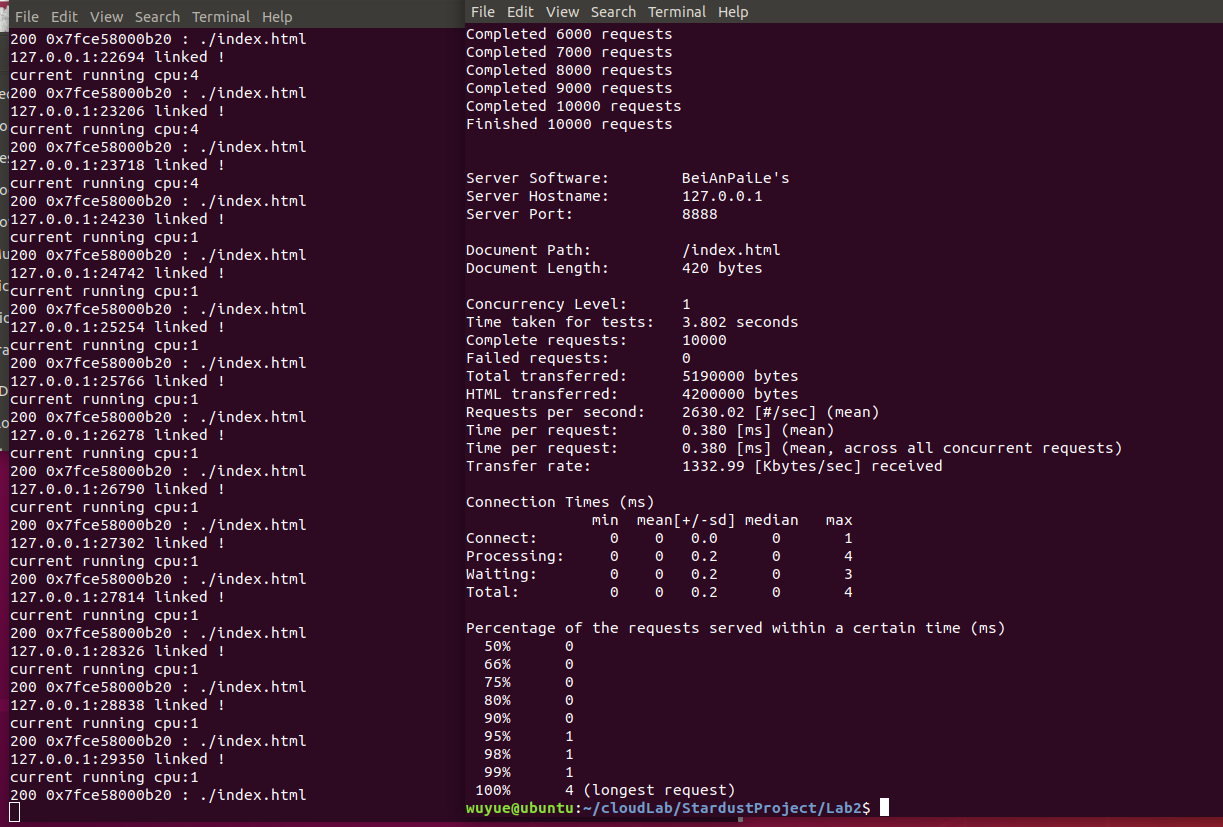 File Edit View Search Terminal Help
200 0x7fce58000b20 : ./index.html
127.0.0.1:22694 linked !
current running cpu:4
200 0x7fce58000b20 : ./index.html
127.0.0.1:23206 linked !
current running cpu:4
200 0x7fce58000b20 : ./index.html
127.0.0.1:23718 linked !
current running cpu:4
200 0x7fce58000b20 : ./index.html
127.0.0.1:24230 linked !
current running cpu:1
200 0x7fce58000b20 : ./index.html
127.0.0.1:24742 linked !
current running cpu:1
200 0x7fce58000b20 : ./index.html
127.0.0.1:25254 linked !
current running cpu:1
200 0x7fce58000b20 : ./index.html
127.0.0.1:25766 linked !
current running cpu:1
200 0x7fce58000b20 : ./index.html
127.0.0.1:26278 linked !
current running cpu:1
200 0x7fce58000b20 : ./index.html
127.0.0.1:26790 linked !
current running cpu:1
200 0x7fce58000b20 : ./index.html
127.0.0.1:27302 linked !
current running cpu:1
200 0x7fce58000b20 : ./index.html
127.0.0.1:27814 linked !
current running cpu:1
200 0x7fce58000b20 : ./index.html
127.0.0.1:28326 linked !
current running cpu:1
200 0x7fce58000b20 : ./index.html
127.0.0.1:28838 linked !
current running cpu:1
200 0x7fce58000b20 : ./index.html
127.0.0.1:29350 linked !
current running cpu:1
200 0x7fce58000b20 : ./index.html
File Edit View Search Terminal Help
Completed 6000 requests
Completed 7000 requests
Completed 8000 requests
Completed 9000 requests
Completed 10000 requests
Finished 10000 requests
Server Software: BeiAnPaiLe's
Server Hostname: 127.0.0.1
Server Port: 8888
Document Path: /index.html
Document Length: 420 bytes
Concurrency Level: 1
Time taken for tests: 3.802 seconds
Complete requests: 10000
Failed requests: 0
Total transferred: 5190000 bytes
HTML transferred: 4200000 bytes
Requests per second: 2630.02 [#/sec] (mean)
Time per request: 0.380 [ms] (mean)
Time per request: 0.380 [ms] (mean, across all concurrent requests)
Transfer rate: 1332.99 [Kbytes/sec] received
Connection Times (ms)
min mean[+/-sd] median max
Connect: 0 0 0.0 0 1
Processing: 0 0 0.2 0 4
Waiting: 0 0 0.2 0 3
Total: 0 0 0.2 0 4
Percentage of the requests served within a certain time (ms)
50% 0
66% 0
75% 0
80% 0
90% 0
95% 1
98% 1
99% 1
100% 4 (longest request)
wuyue@ubuntu:~/cloudLab/StardustProject/Lab2$